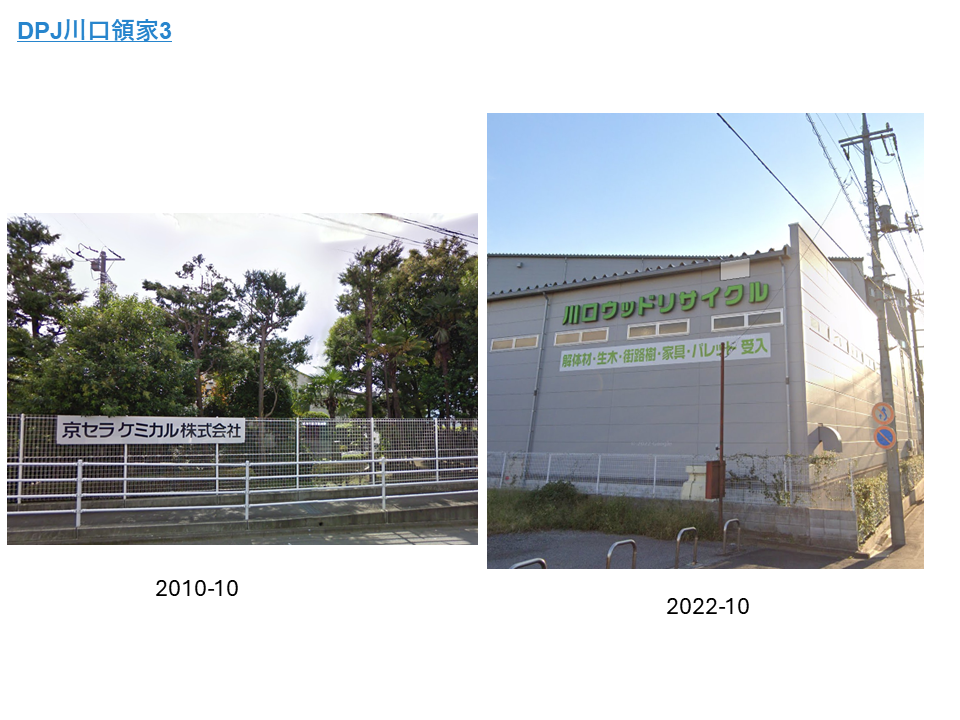 DPJ川口領家3
京セラ ケミカル株式会社
2010-10
川口ウッドリサイクル
解体材・生木・街路樹・家具・パレット 受入
2022-10